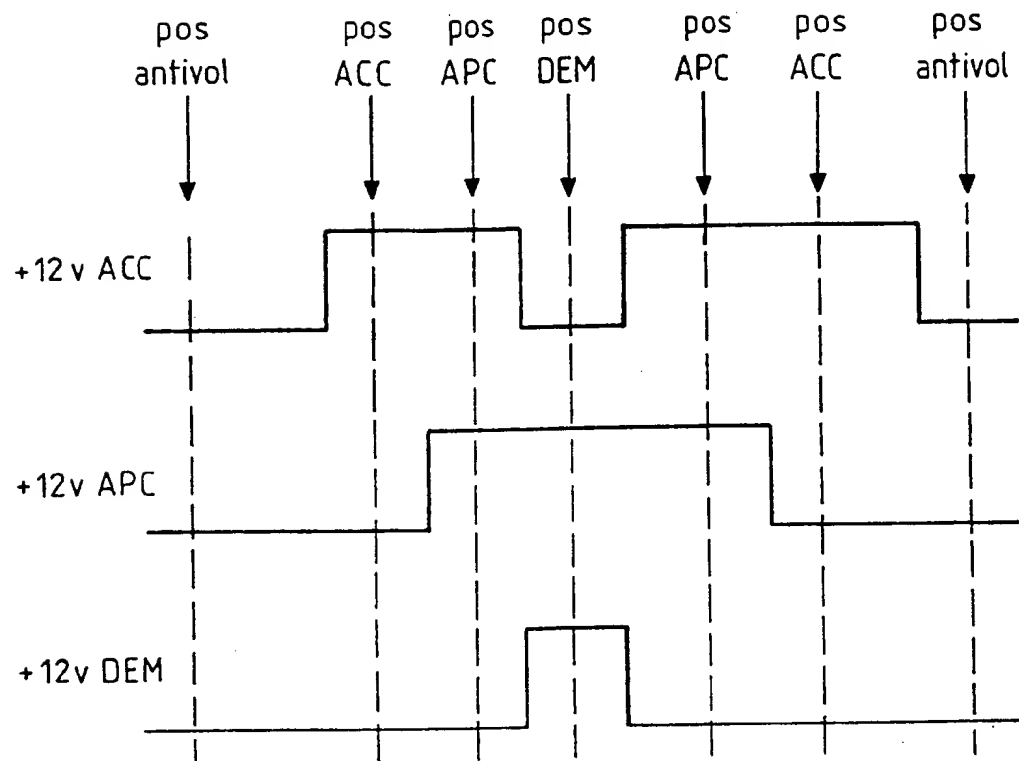 pos pos pos pos pos pos pos
antivol ACC APC DEM APC ACC antivol
+12v ACC
+12v APC
+12v DEM